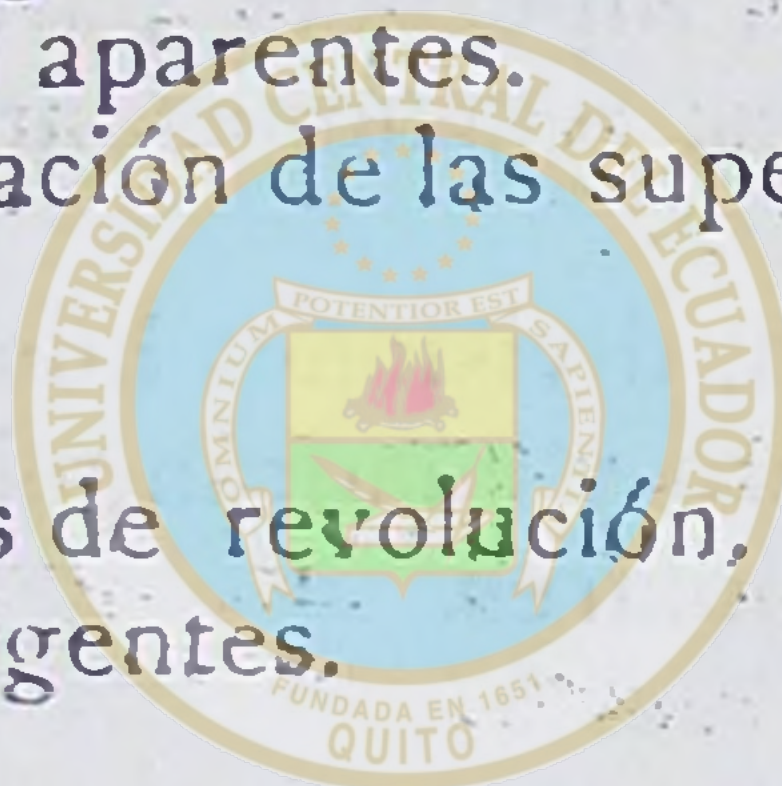 aparentes.
ación de las supe
s de revolución,
gentes.
UNIVERSIDAD CENTRAL DEL ECUADOR
OMNIUM POTENTIOR EST SAPIENTIA
FUNDADA EN 1651
QUITO